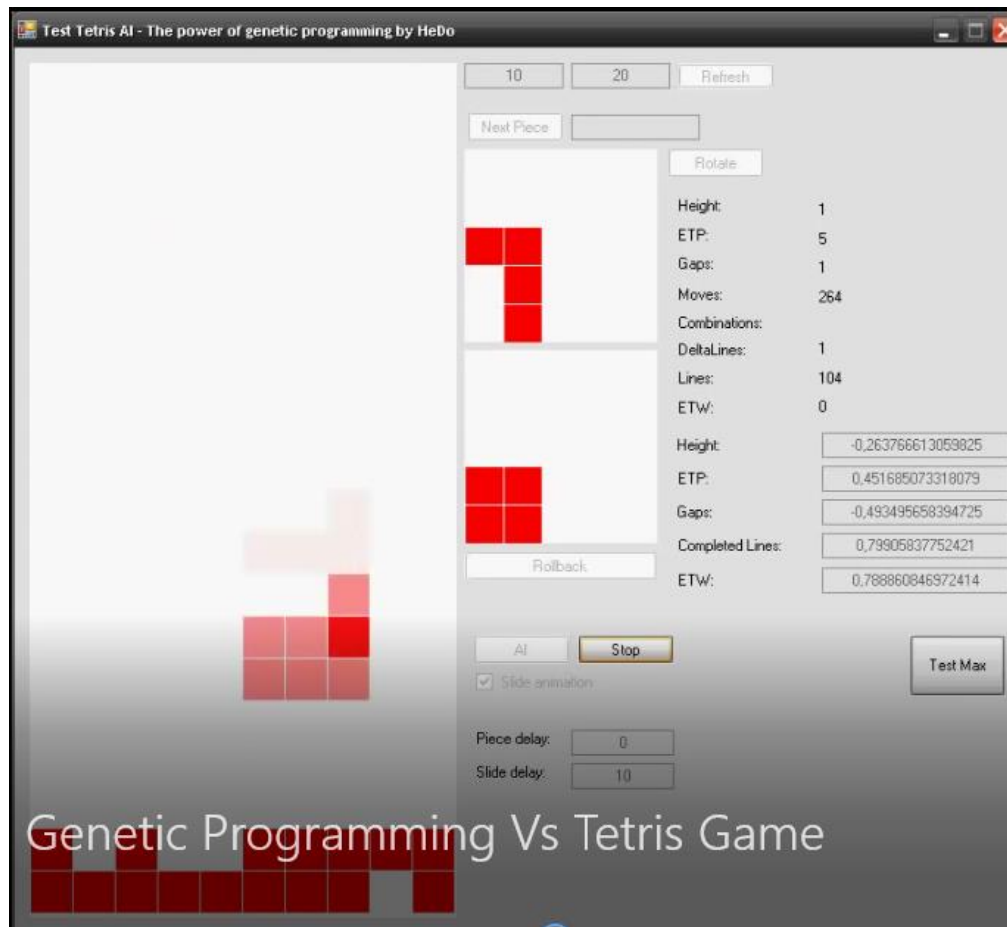 Test Tetris AI - The power of genetic programming by HeDo
10 20 Refresh
Next Piece
Rotate
Height: 1
ETP: 5
Gaps: 1
Moves: 264
Combinations:
DeltaLines: 1
Lines: 104
ETW: 0
Height: -0,263766613059825
ETP: 0,451685073318079
Gaps: -0,493495658394725
Completed Lines: 0,79905837752421
ETW: 0,788860846972414
Rollback
AI Stop
Test Max
Slide animation
Piece delay: 0
Slide delay: 10
Genetic Programming Vs Tetris Game